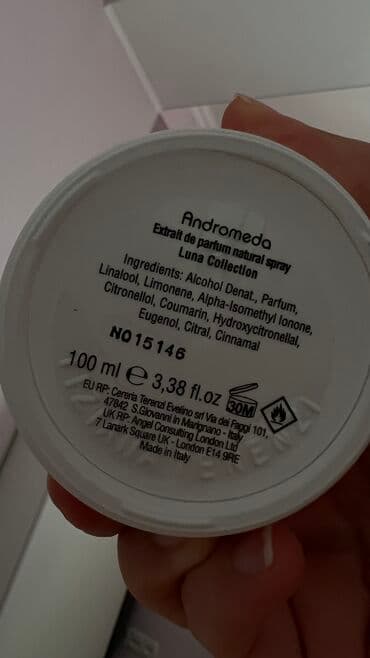 Andromeda
Extrait de parfum natural spray
Luna Collection
Ingredients: Alcohol Denat., Parfum,
Linalool, Limonene, Alpha-Isomethyl Ionone,
Citronellol, Coumarin, Hydroxycitronellal,
Eugenol, Citral, Cinnamal
NO15146
100 ml ℮ 3,38 fl.oz
30M
EU RP: Cereria Terenzi Evelino srl Via dei Faggi 101,
47842 S.Giovanni in Marignano - Italy
UK RP: Angel Consulting London Ltd
7 Lanark Square UK - London E14 9RE
Made in Italy